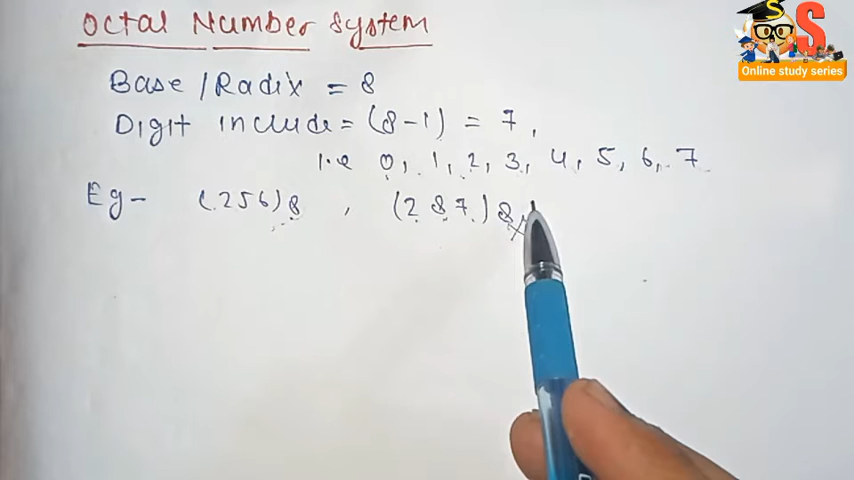 Octal Number System
S
S
Online study series
Base / Radix = 8
Digit include = (8-1) = 7,
i.e 0, 1, 2, 3, 4, 5, 6, 7
Eg- (256)8 , (287)8